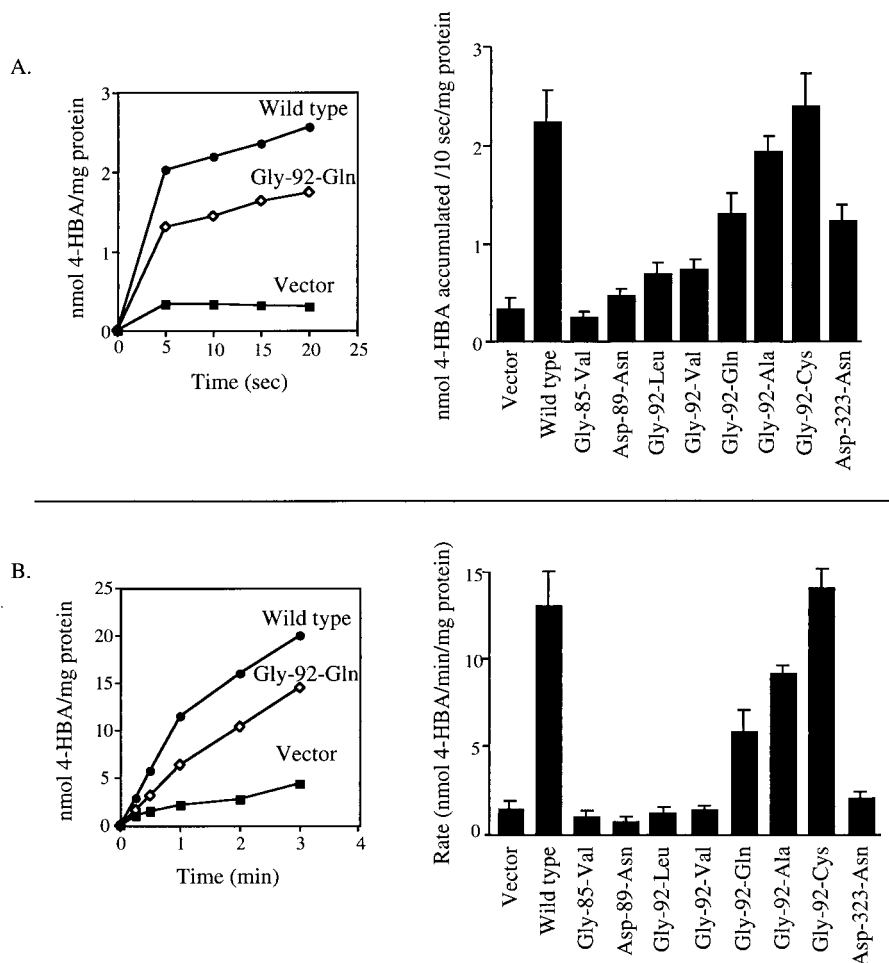 A.
nmol 4-HBA/mg protein
3
2
1
0
0 5 10 15 20 25
Time (sec)
Wild type
Gly-92-Gln
Vector
nmol 4-HBA accumulated /10 sec/mg protein
3
2
1
0
Vector
Wild type
Gly-85-Val
Asp-89-Asn
Gly-92-Leu
Gly-92-Val
Gly-92-Gln
Gly-92-Ala
Gly-92-Cys
Asp-323-Asn
B.
nmol 4-HBA/mg protein
25
20
15
10
5
0
0 1 2 3 4
Time (min)
Wild type
Gly-92-Gln
Vector
Rate (nmol 4-HBA/min/mg protein)
15
10
5
0
Vector
Wild type
Gly-85-Val
Asp-89-Asn
Gly-92-Leu
Gly-92-Val
Gly-92-Gln
Gly-92-Ala
Gly-92-Cys
Asp-323-Asn